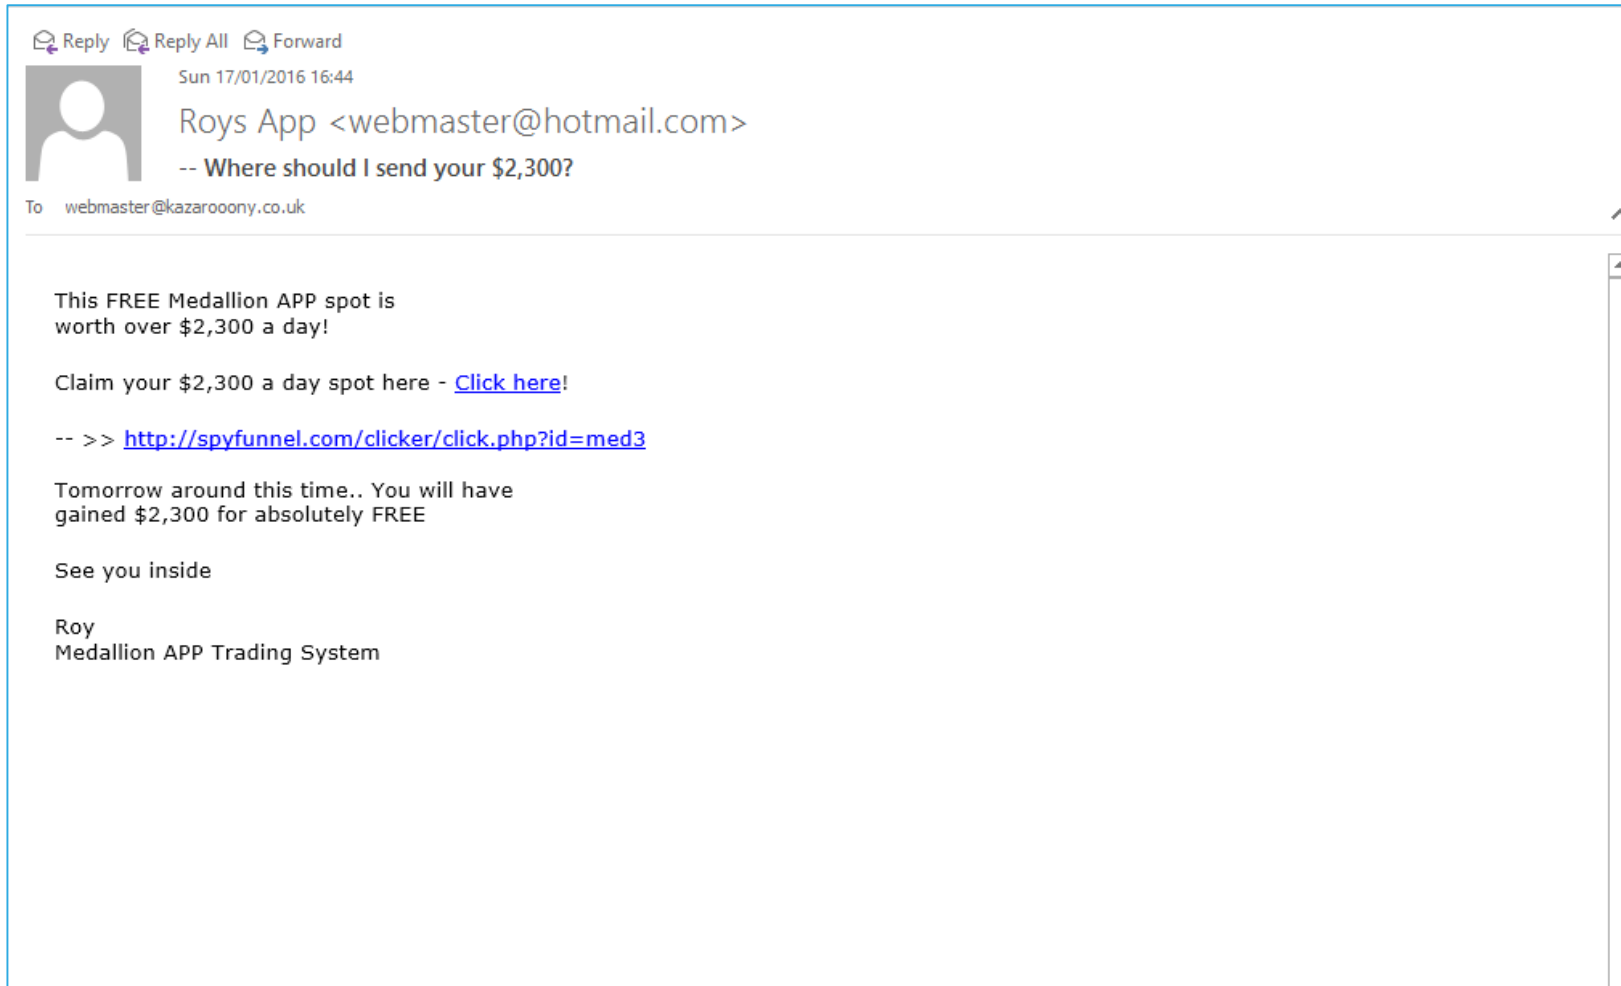 Reply Reply All Forward
Sun 17/01/2016 16:44
Roys App <webmaster@hotmail.com>
-- Where should I send your $2,300?
To webmaster@kazarooony.co.uk
This FREE Medallion APP spot is
worth over $2,300 a day!
Claim your $2,300 a day spot here - Click here!
-- >> http://spyfunnel.com/clicker/click.php?id=med3
Tomorrow around this time.. You will have
gained $2,300 for absolutely FREE
See you inside
Roy
Medallion APP Trading System